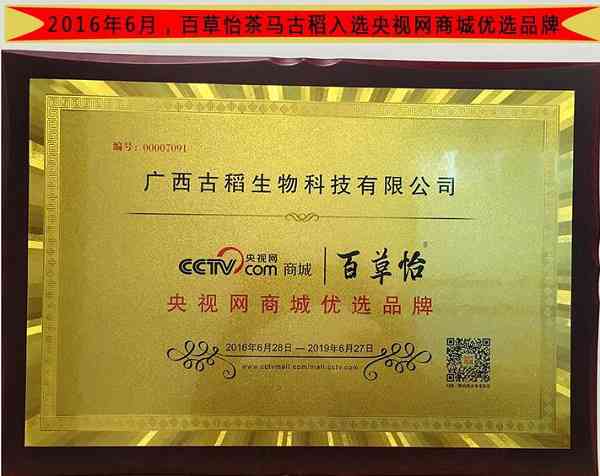 2016年6月，百草怡茶马古稻入选央视网商城优选品牌
编号：00007091
广西古稻生物科技有限公司
CCTV.com 央视网 商城 百草怡®
央视网商城优选品牌
2016年6月28日 — 2019年6月27日
www.cctvmall.com/mall.cctv.com